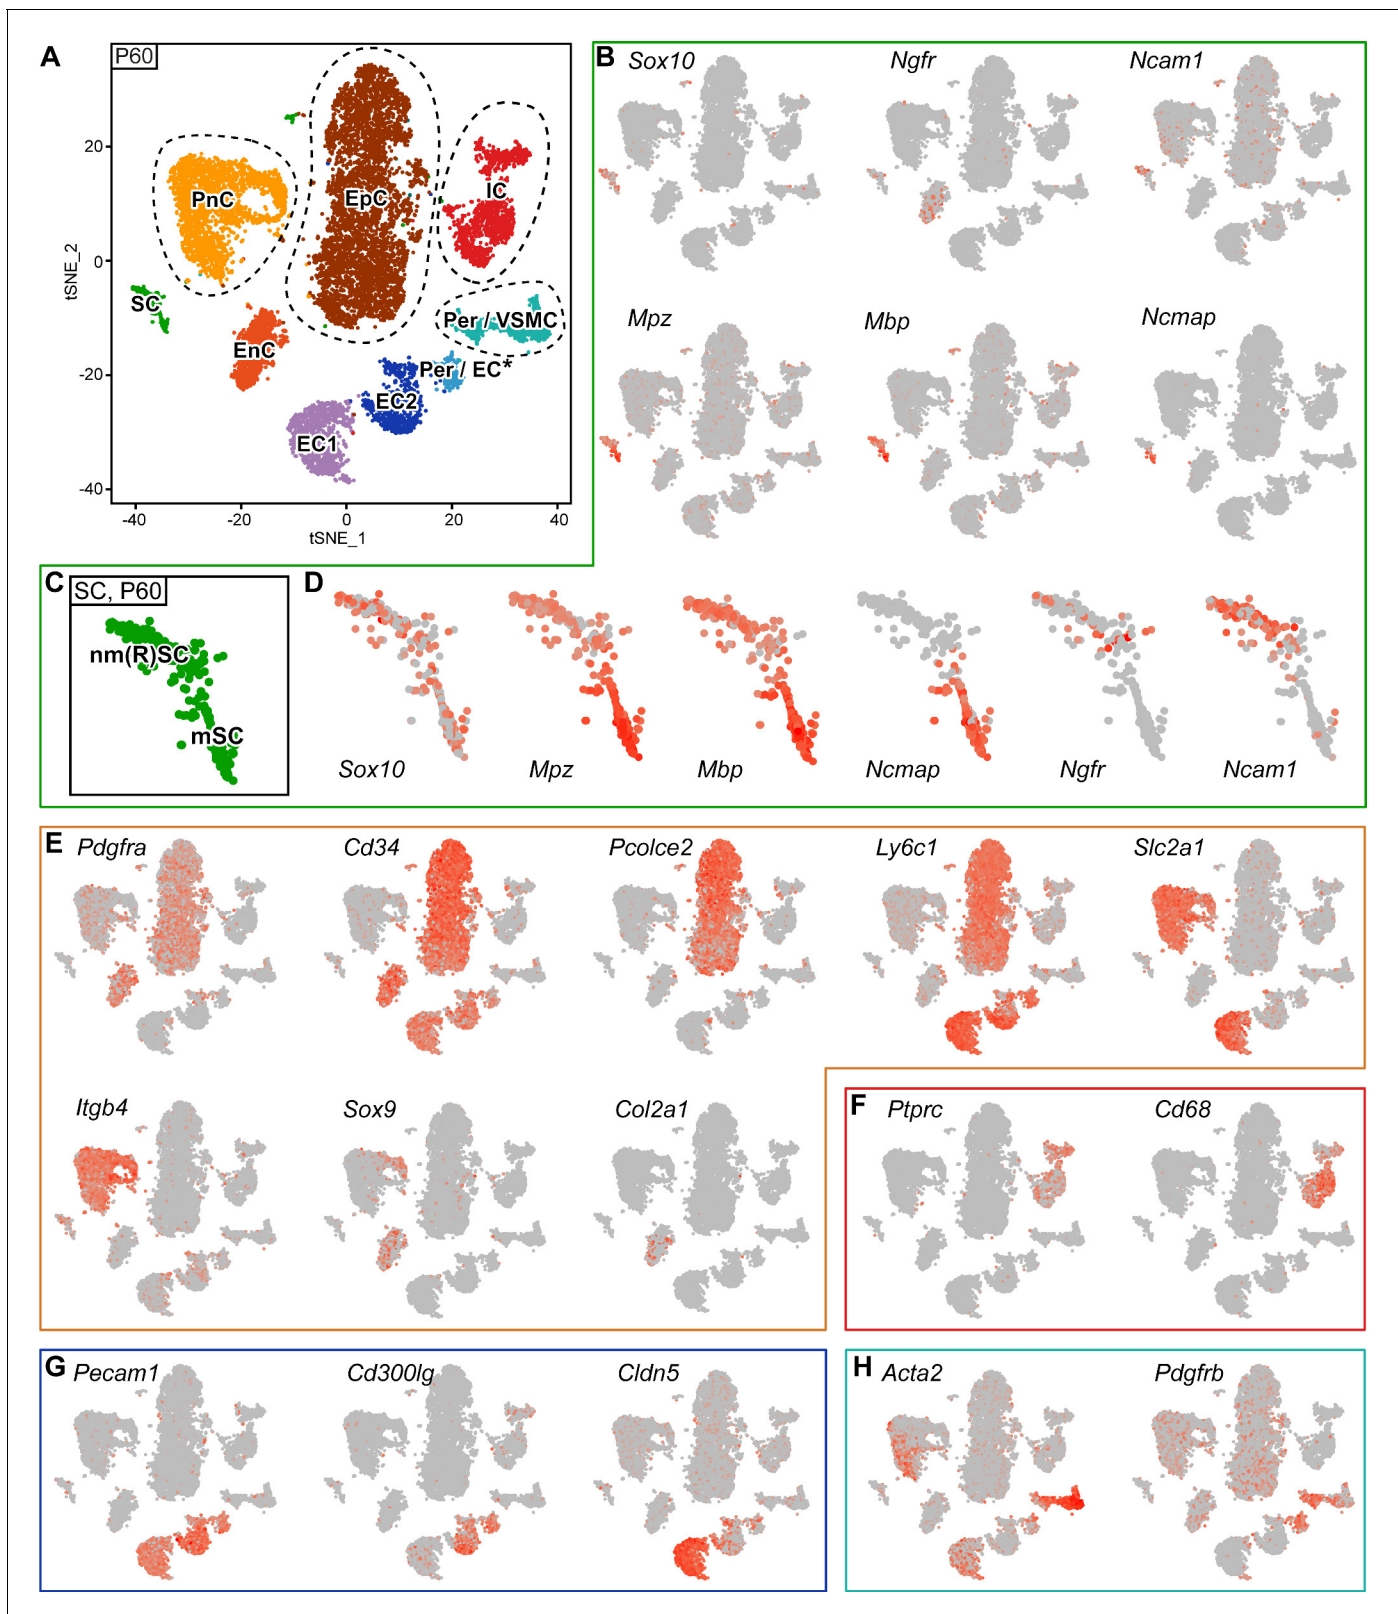 A
P60
tSNE_2
20
0
-20
-40
-40
-20
0
20
40
tSNE_1
PnC
EpC
IC
SC
EnC
Per / VSMC
Per / EC*
EC2
EC1
B
Sox10
Ngfr
Ncam1
Mpz
Mbp
Ncmap
C
SC, P60
nm(R)SC
mSC
D
Sox10
Mpz
Mbp
Ncmap
Ngfr
Ncam1
E
Pdgfra
Cd34
Pcolce2
Ly6c1
Slc2a1
Itgb4
Sox9
Col2a1
F
Ptprc
Cd68
G
Pecam1
Cd300lg
Cldn5
H
Acta2
Pdgfrb